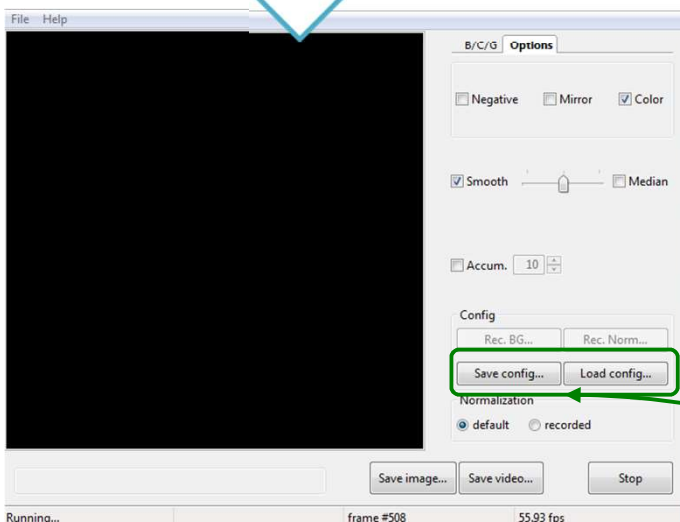 File Help
B/C/G Options
Negative Mirror Color
Smooth Median
Accum. 10
Config
Rec. BG... Rec. Norm...
Save config... Load config...
Normalization
default recorded
Save image... Save video... Stop
Running... frame #508 55.93 fps